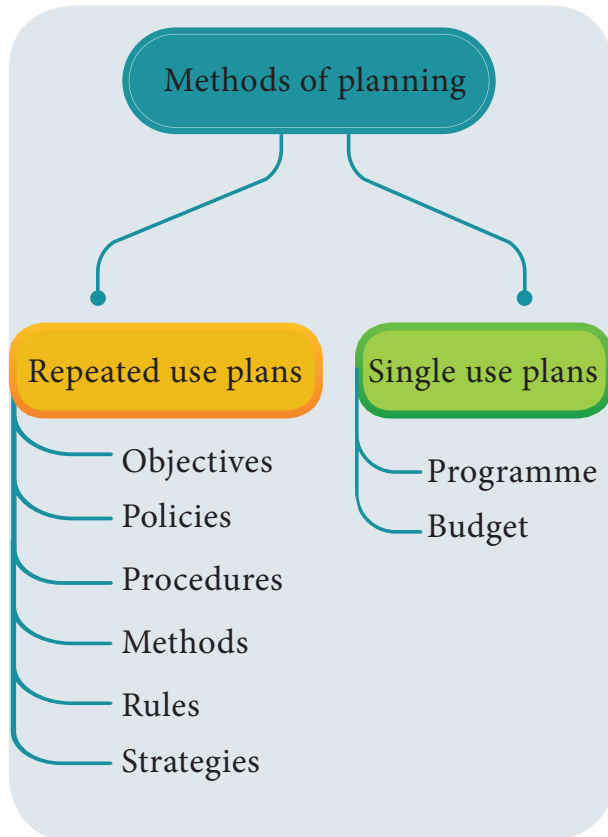 Methods of planning
Repeated use plans
Objectives
Policies
Procedures
Methods
Rules
Strategies
Single use plans
Programme
Budget